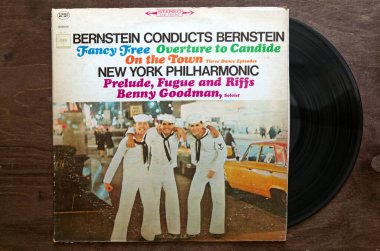 STEREO
BERNSTEIN CONDUCTS BERNSTEIN
Fancy Free Overture to Candide
On the Town Three Dance Episodes
NEW YORK PHILHARMONIC
Prelude, Fugue and Riffs
Benny Goodman, Soloist